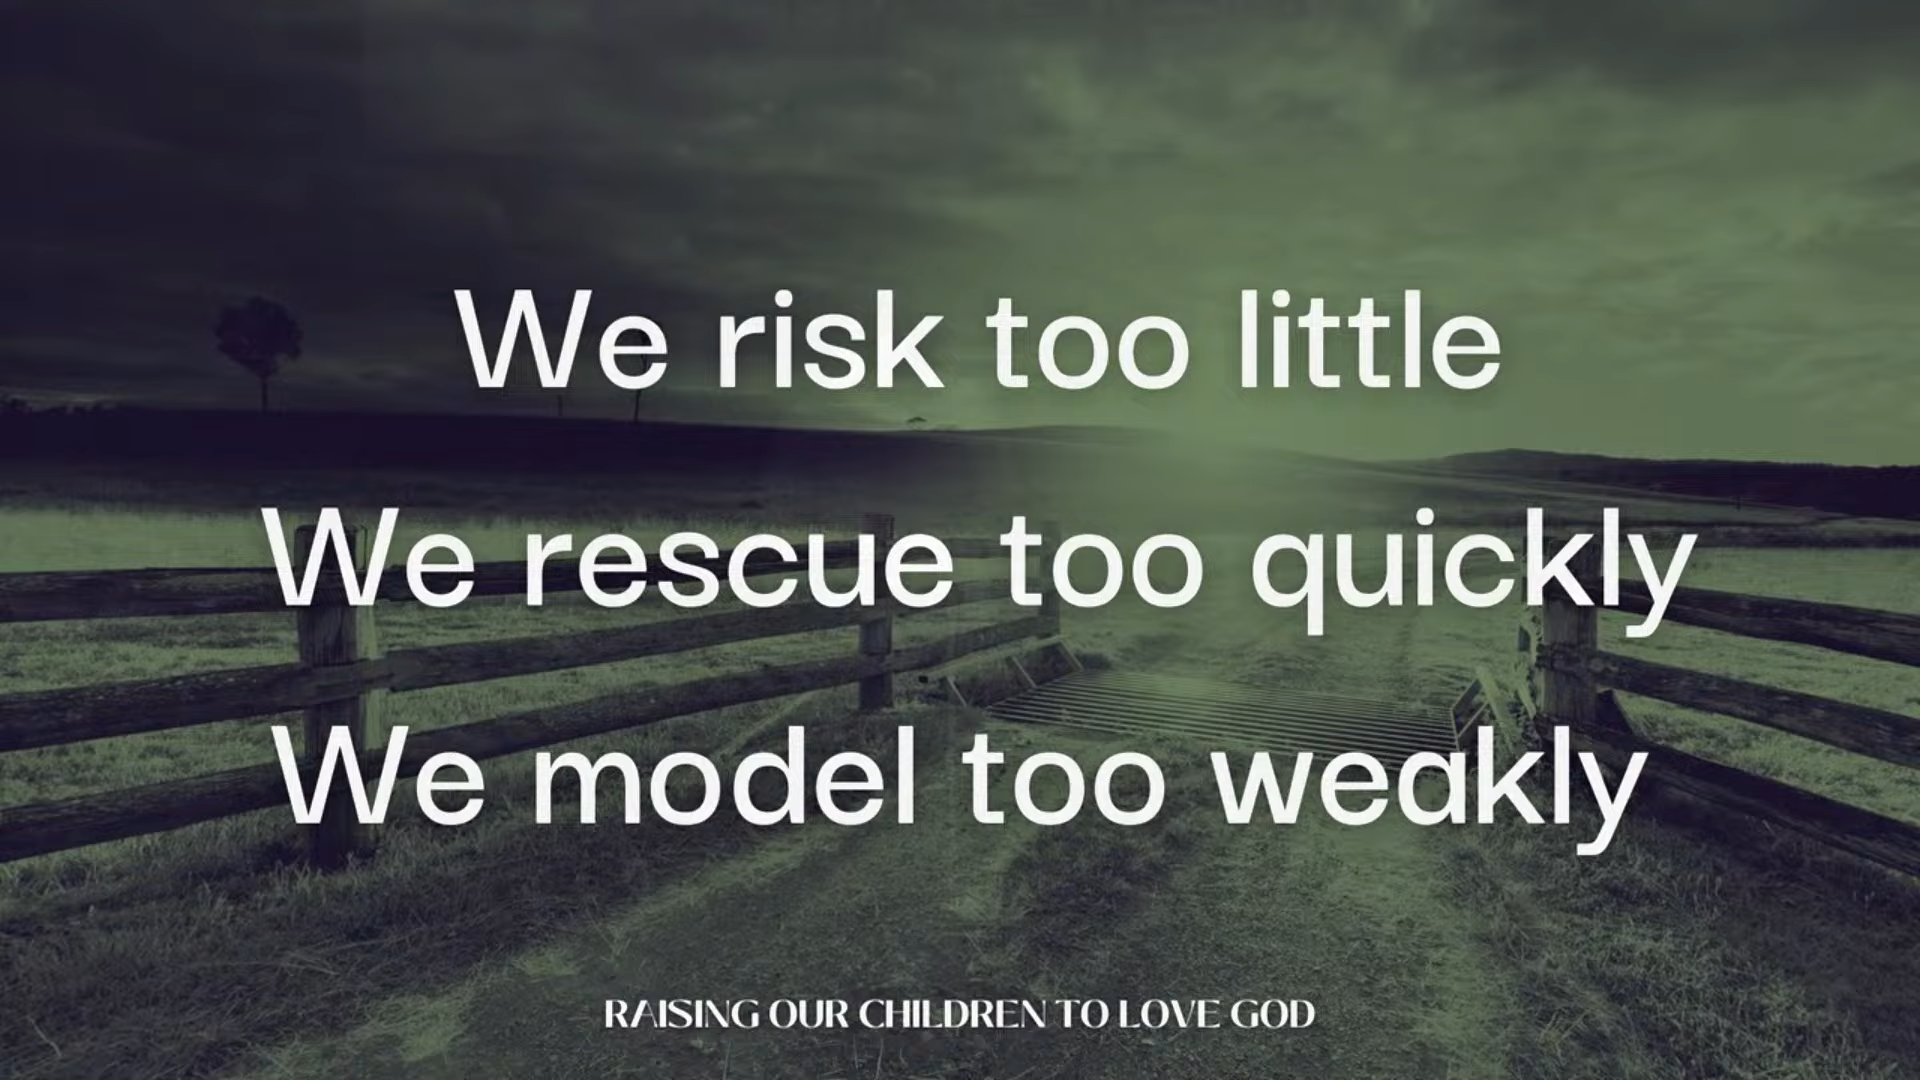 We risk too little
We rescue too quickly
We model too weakly
RAISING OUR CHILDREN TO LOVE GOD